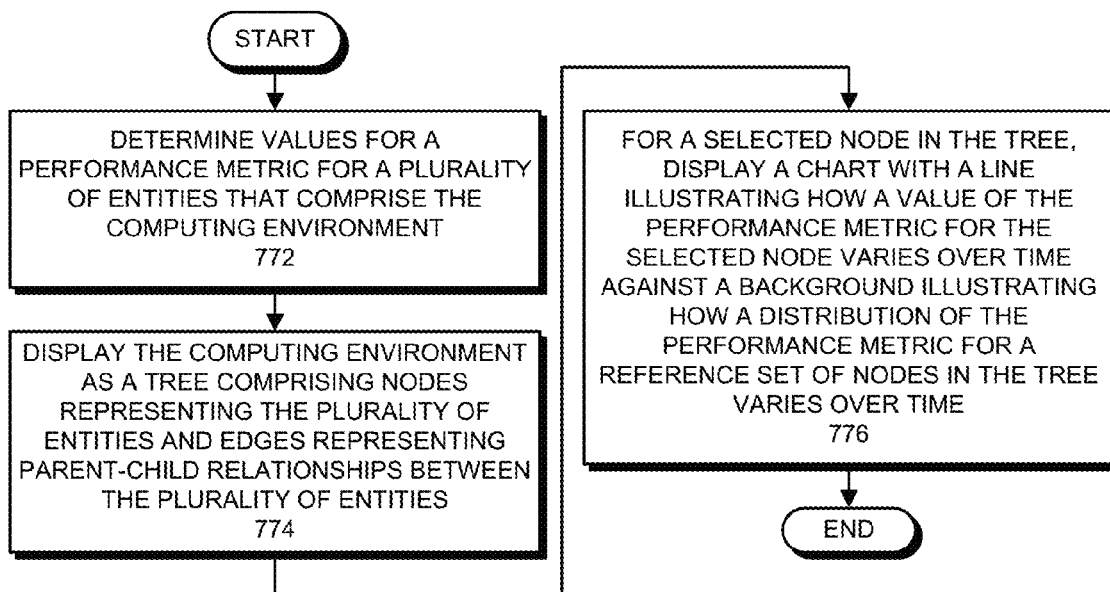 START
DETERMINE VALUES FOR A
PERFORMANCE METRIC FOR A PLURALITY
OF ENTITIES THAT COMPRISE THE
COMPUTING ENVIRONMENT
772
DISPLAY THE COMPUTING ENVIRONMENT
AS A TREE COMPRISING NODES
REPRESENTING THE PLURALITY OF
ENTITIES AND EDGES REPRESENTING
PARENT-CHILD RELATIONSHIPS BETWEEN
THE PLURALITY OF ENTITIES
774
FOR A SELECTED NODE IN THE TREE,
DISPLAY A CHART WITH A LINE
ILLUSTRATING HOW A VALUE OF THE
PERFORMANCE METRIC FOR THE
SELECTED NODE VARIES OVER TIME
AGAINST A BACKGROUND ILLUSTRATING
HOW A DISTRIBUTION OF THE
PERFORMANCE METRIC FOR A
REFERENCE SET OF NODES IN THE TREE
VARIES OVER TIME
776
END